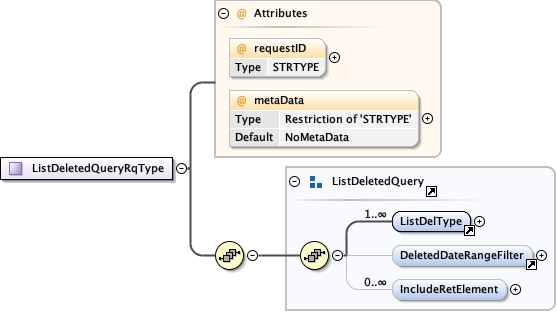 @ Attributes
@ requestID
Type STRTYPE
@ metaData
Type Restriction of 'STRTYPE'
Default NoMetaData
ListDeletedQueryRqType
ListDeletedQuery
1..∞ ListDelType
DeletedDateRangeFilter
0..∞ IncludeRetElement